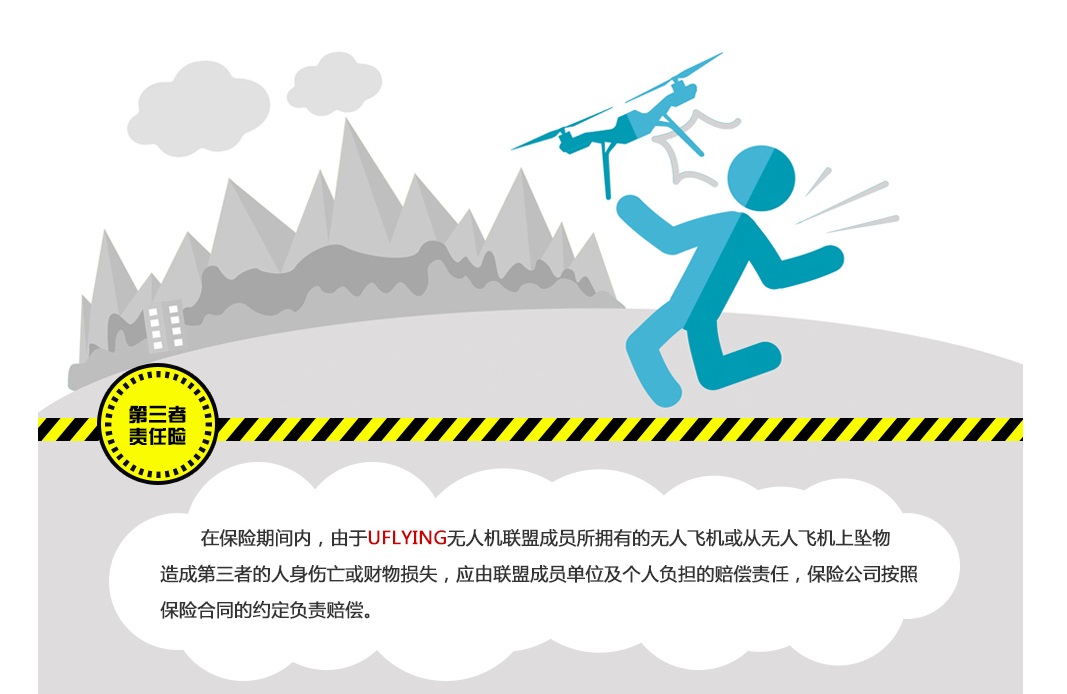 第三者
责任险
在保险期间内，由于UFLYING无人机联盟成员所拥有的无人飞机或从无人飞机上坠物
造成第三者的人身伤亡或财物损失，应由联盟成员单位及个人负担的赔偿责任，保险公司按照
保险合同的约定负责赔偿。